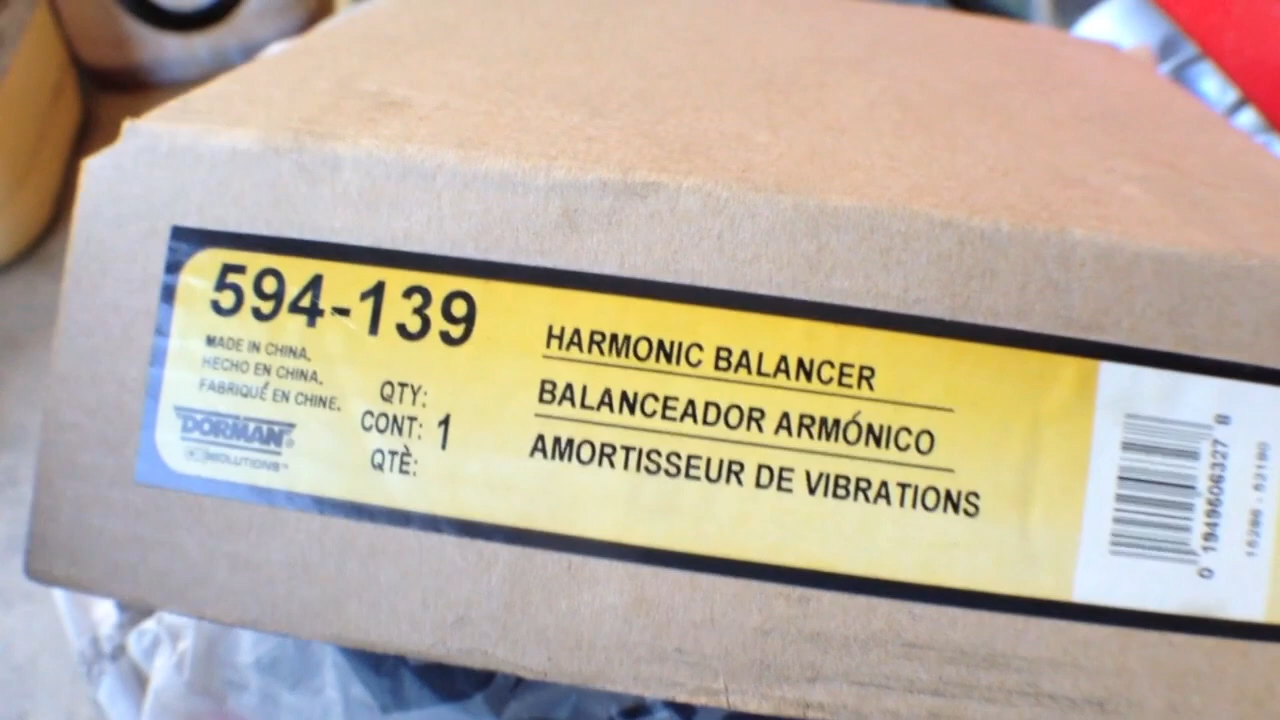 594-139
MADE IN CHINA.
HECHO EN CHINA.
FABRIQUÉ EN CHINE.
DORMAN®
QTY:
CONT: 1
QTÈ:
HARMONIC BALANCER
BALANCEADOR ARMÓNICO
AMORTISSEUR DE VIBRATIONS